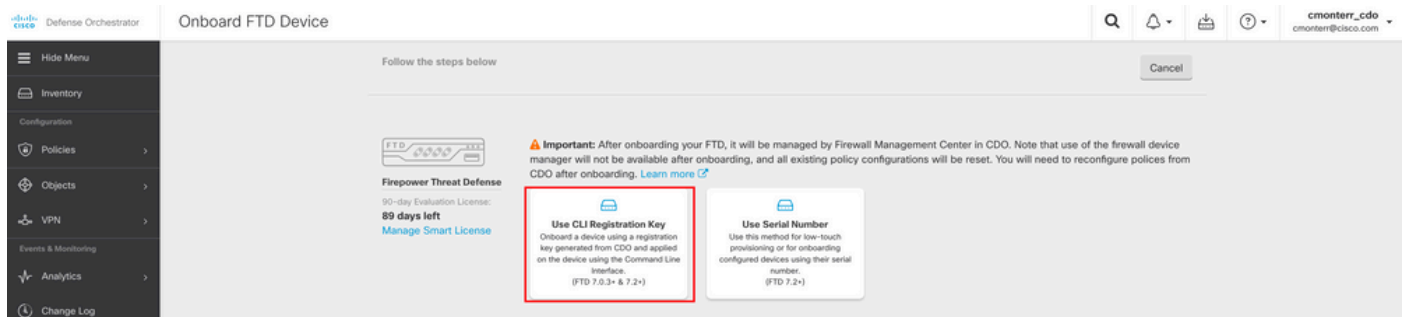 cisco Defense Orchestrator
Onboard FTD Device
cmonterr_cdo
cmonterr@cisco.com
Hide Menu
Inventory
Configuration
Policies
Objects
VPN
Events & Monitoring
Analytics
Change Log
Follow the steps below
Cancel
FTD
Firepower Threat Defense
90-day Evaluation License:
89 days left
Manage Smart License
Important: After onboarding your FTD, it will be managed by Firewall Management Center in CDO. Note that use of the firewall device
manager will not be available after onboarding, and all existing policy configurations will be reset. You will need to reconfigure polices from
CDO after onboarding. Learn more
Use CLI Registration Key
Onboard a device using a registration
key generated from CDO and applied
on the device using the Command Line
Interface.
(FTD 7.0.3+ & 7.2+)
Use Serial Number
Use this method for low-touch
provisioning or for onboarding
configured devices using their serial
number.
(FTD 7.2+)